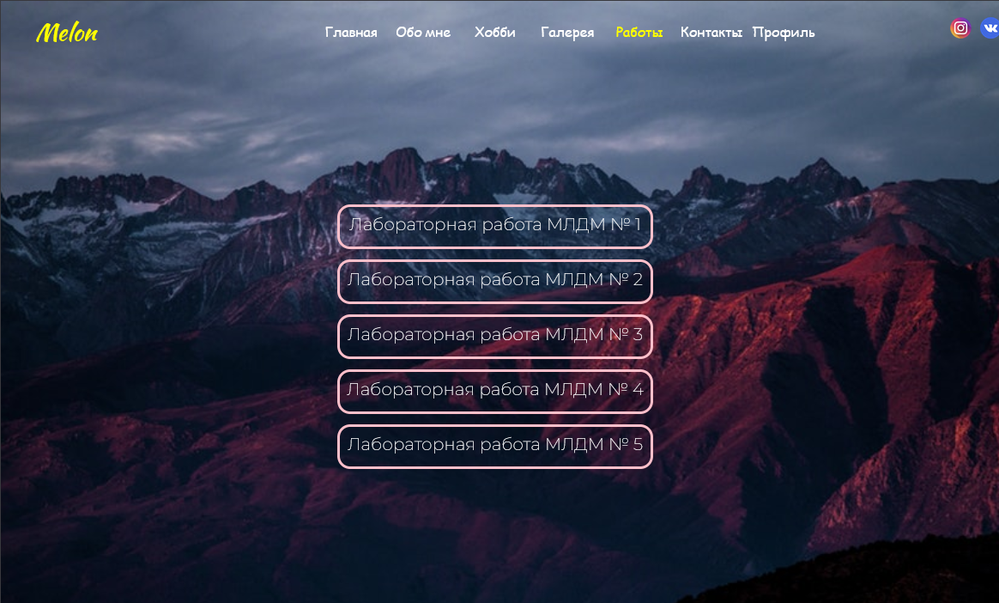 Melon
Главная Обо мне Хобби Галерея Работы Контакты Профиль
Лабораторная работа МЛДМ № 1
Лабораторная работа МЛДМ № 2
Лабораторная работа МЛДМ № 3
Лабораторная работа МЛДМ № 4
Лабораторная работа МЛДМ № 5